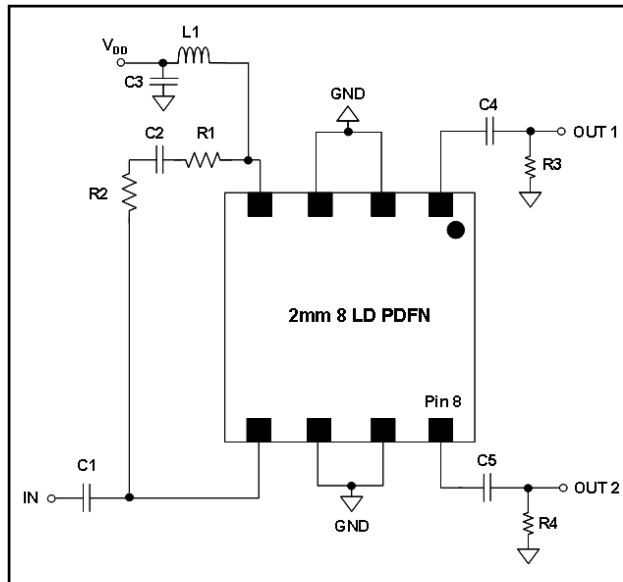 L1
VDD
C3
GND
C4
OUT 1
C2
R1
R3
R2
2mm 8 LD PDFN
Pin 8
C1
C5
IN
OUT 2
GND
R4